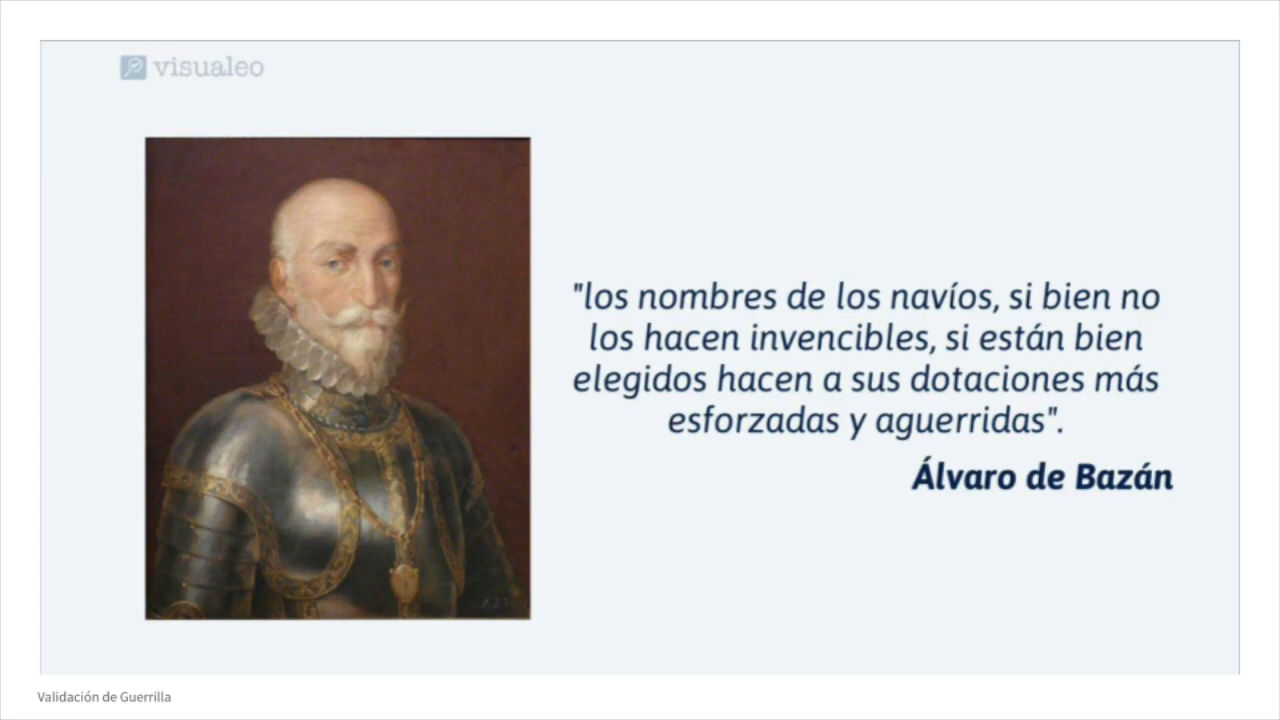 visualeo
"los nombres de los navíos, si bien no
los hacen invencibles, si están bien
elegidos hacen a sus dotaciones más
esforzadas y aguerridas".
Álvaro de Bazán
Validación de Guerrilla